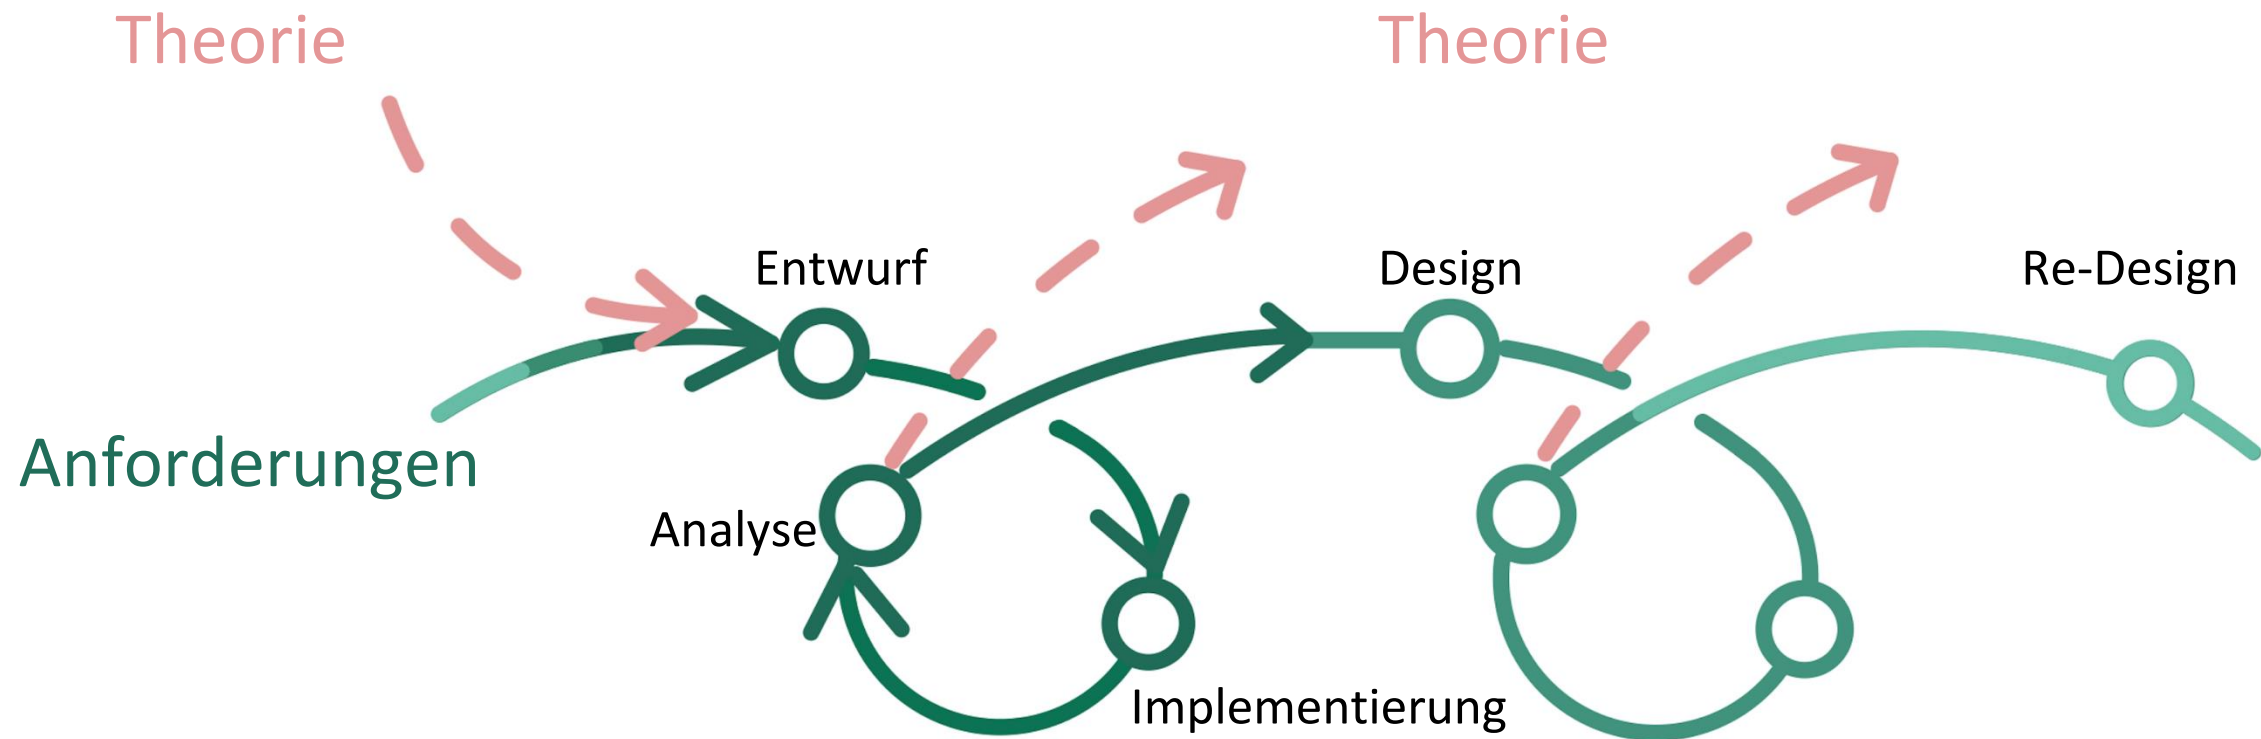 Theorie
Theorie
Entwurf
Design
Re-Design
Anforderungen
Analyse
Implementierung